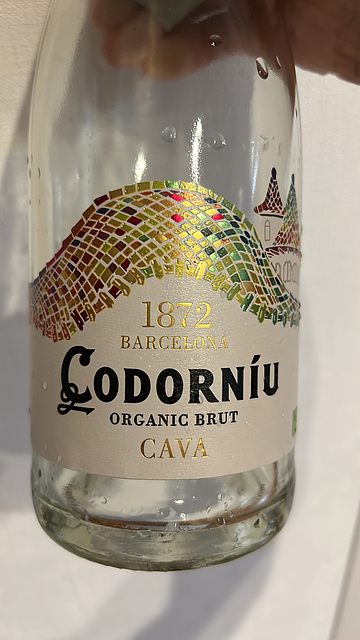 1872
BARCELONA
CODORNÍU
ORGANIC BRUT
CAVA